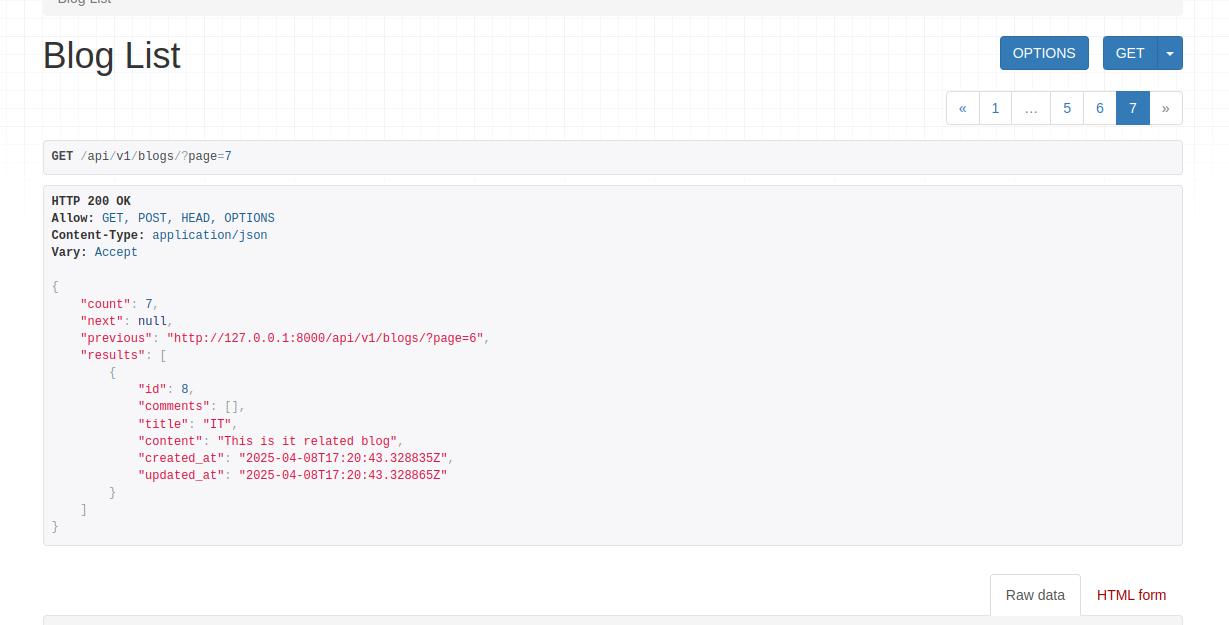 Blog List
Blog List
OPTIONS GET
« 1 … 5 6 7 »
GET /api/v1/blogs/?page=7
HTTP 200 OK
Allow: GET, POST, HEAD, OPTIONS
Content-Type: application/json
Vary: Accept
{
    "count": 7,
    "next": null,
    "previous": "http://127.0.0.1:8000/api/v1/blogs/?page=6",
    "results": [
        {
            "id": 8,
            "comments": [],
            "title": "IT",
            "content": "This is it related blog",
            "created_at": "2025-04-08T17:20:43.328835Z",
            "updated_at": "2025-04-08T17:20:43.328865Z"
        }
    ]
}
Raw data HTML form